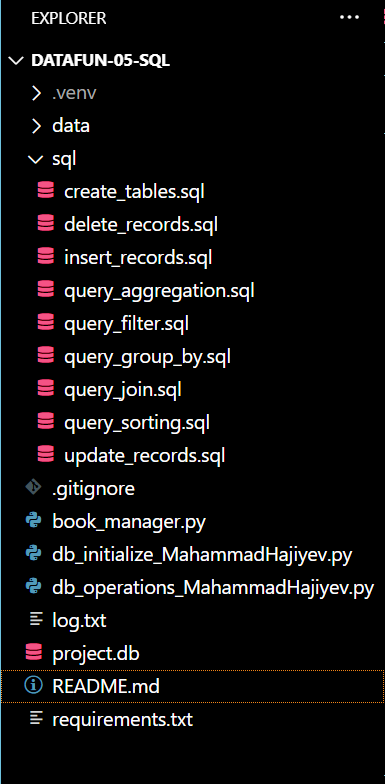 EXPLORER ...
DATAFUN-05-SQL
.venv
data
sql
create_tables.sql
delete_records.sql
insert_records.sql
query_aggregation.sql
query_filter.sql
query_group_by.sql
query_join.sql
query_sorting.sql
update_records.sql
.gitignore
book_manager.py
db_initialize_MahammadHajiyev.py
db_operations_MahammadHajiyev.py
log.txt
project.db
README.md
requirements.txt